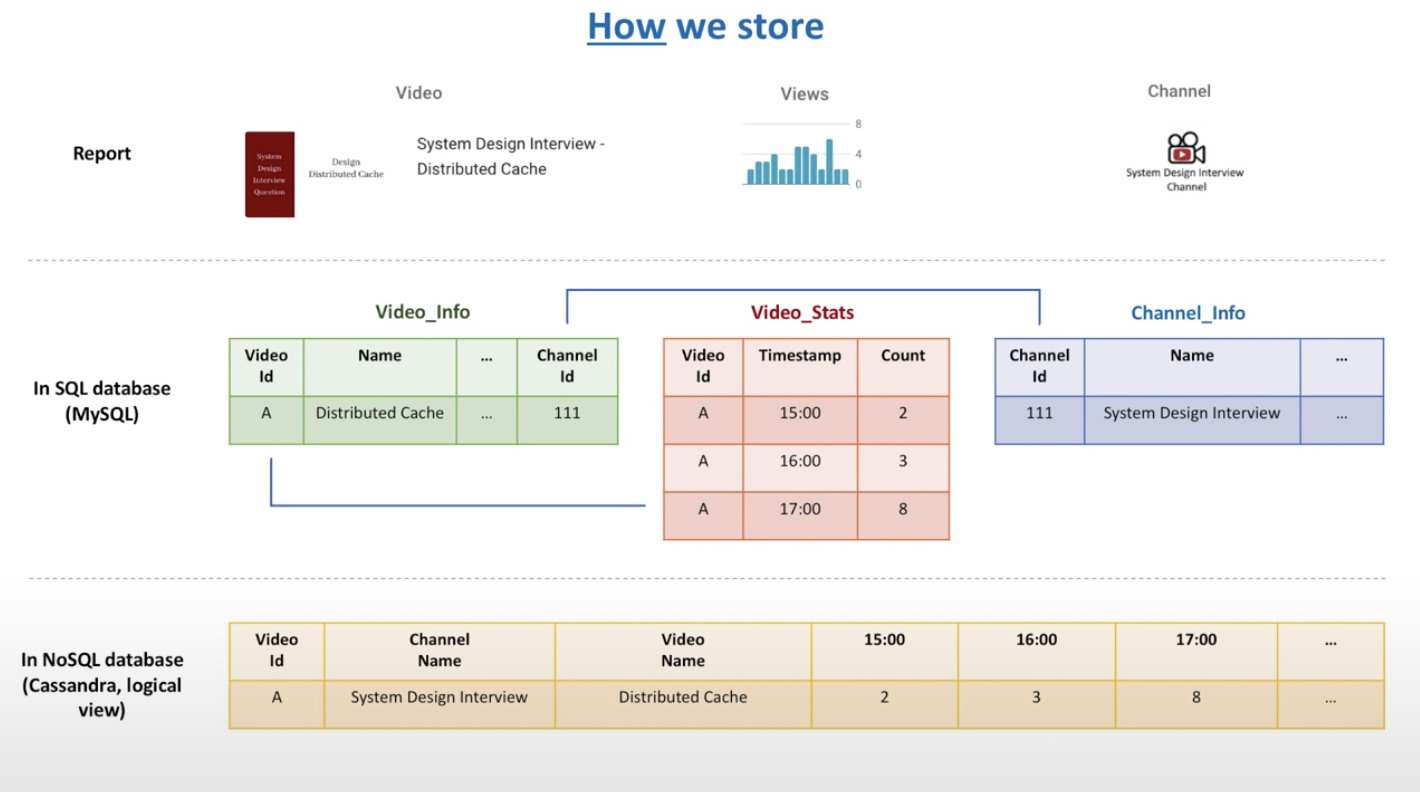 How we store
Video
Views
Channel
Report
System
Design
Interview
Question
Design
Distributed Cache
System Design Interview -
Distributed Cache
8
4
0
System Design Interview
Channel
In SQL database
(MySQL)
Video_Info
Video Id Name ... Channel Id
A Distributed Cache ... 111
Video_Stats
Video Id Timestamp Count
A 15:00 2
A 16:00 3
A 17:00 8
Channel_Info
Channel Id Name ...
111 System Design Interview ...
In NoSQL database
(Cassandra, logical
view)
Video Id Channel Name Video Name 15:00 16:00 17:00 ...
A System Design Interview Distributed Cache 2 3 8 ...